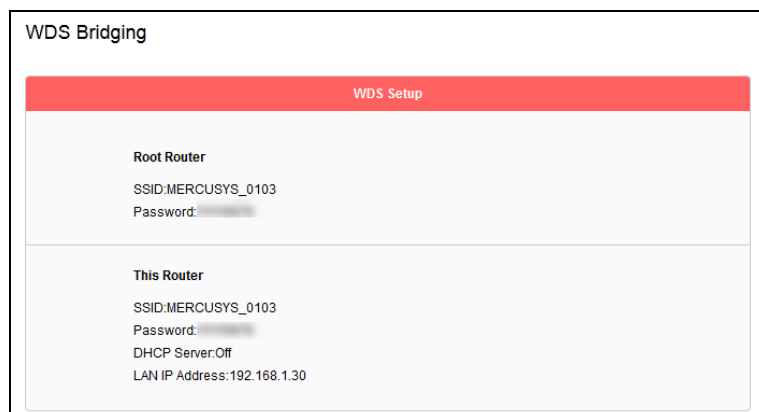 WDS Bridging
WDS Setup
Root Router
SSID:MERCUSYS_0103
Password:
This Router
SSID:MERCUSYS_0103
Password:
DHCP Server:Off
LAN IP Address:192.168.1.30